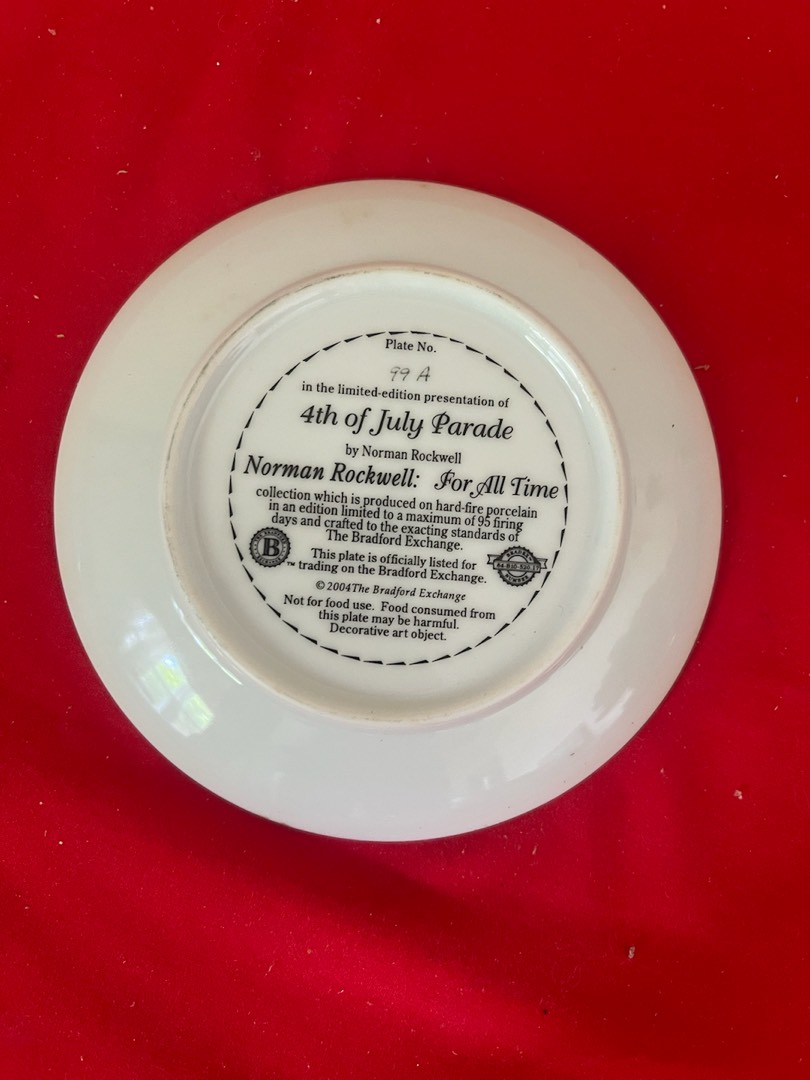 Plate No.
99 A
in the limited-edition presentation of
4th of July Parade
by Norman Rockwell
Norman Rockwell: For All Time
collection which is produced on hard-fire porcelain
in an edition limited to a maximum of 95 firing
days and crafted to the exacting standards of
The Bradford Exchange.
B
This plate is officially listed for
™ trading on the Bradford Exchange.
BRADEX
NUMBER
© 2004 The Bradford Exchange
Not for food use. Food consumed from
this plate may be harmful.
Decorative art object.